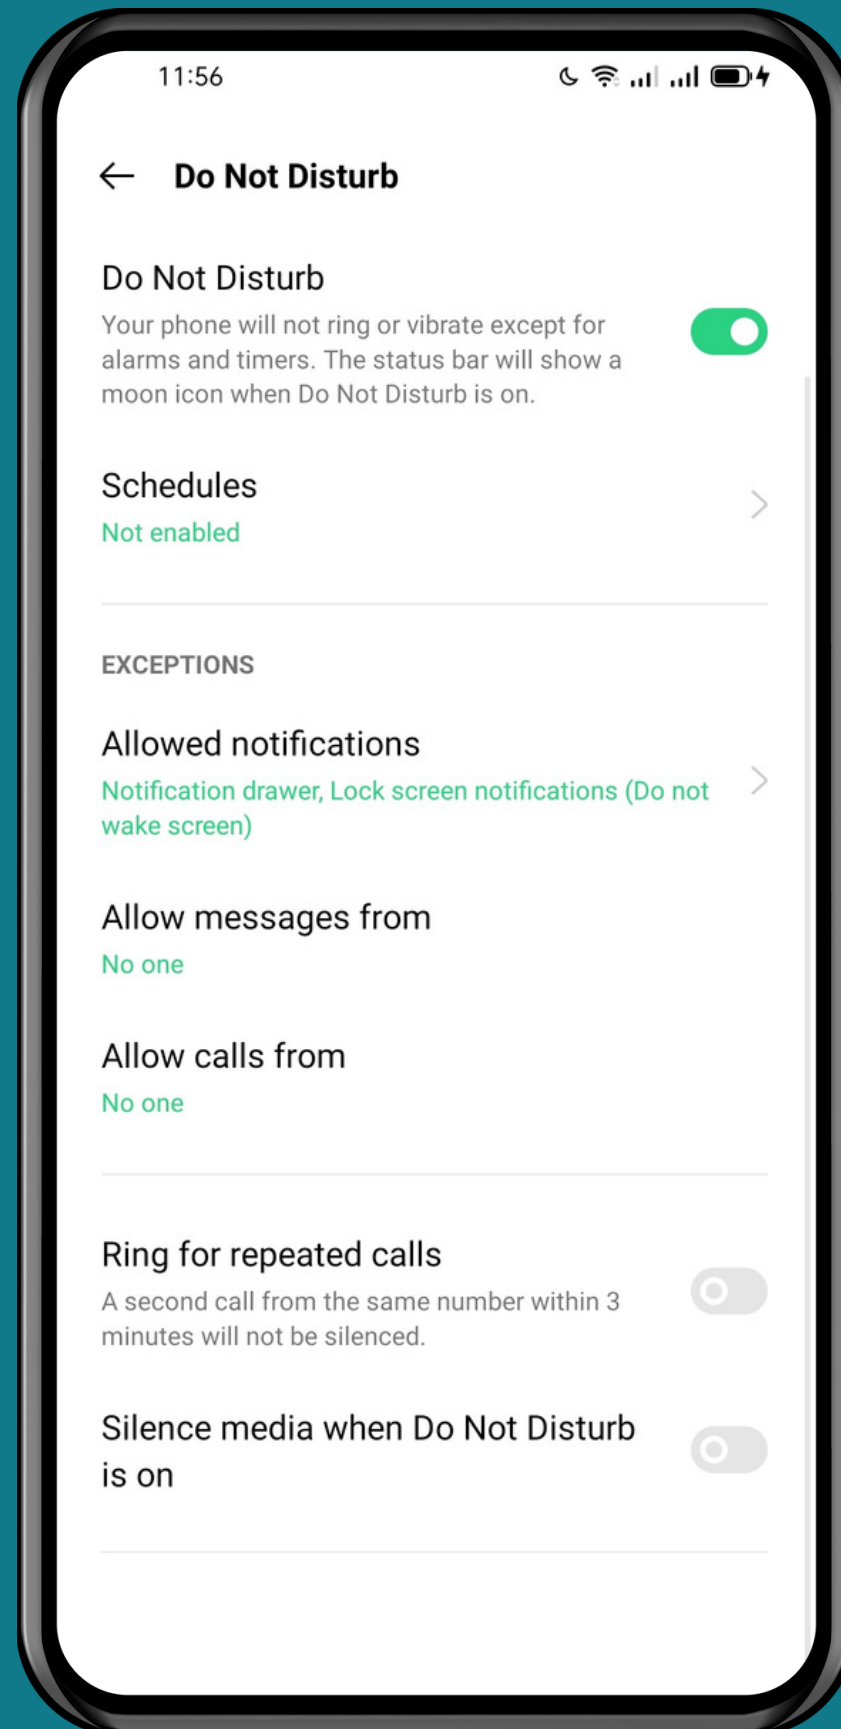 11:56
Do Not Disturb
Do Not Disturb
Your phone will not ring or vibrate except for
alarms and timers. The status bar will show a
moon icon when Do Not Disturb is on.
Schedules
Not enabled
EXCEPTIONS
Allowed notifications
Notification drawer, Lock screen notifications (Do not
wake screen)
Allow messages from
No one
Allow calls from
No one
Ring for repeated calls
A second call from the same number within 3
minutes will not be silenced.
Silence media when Do Not Disturb
is on